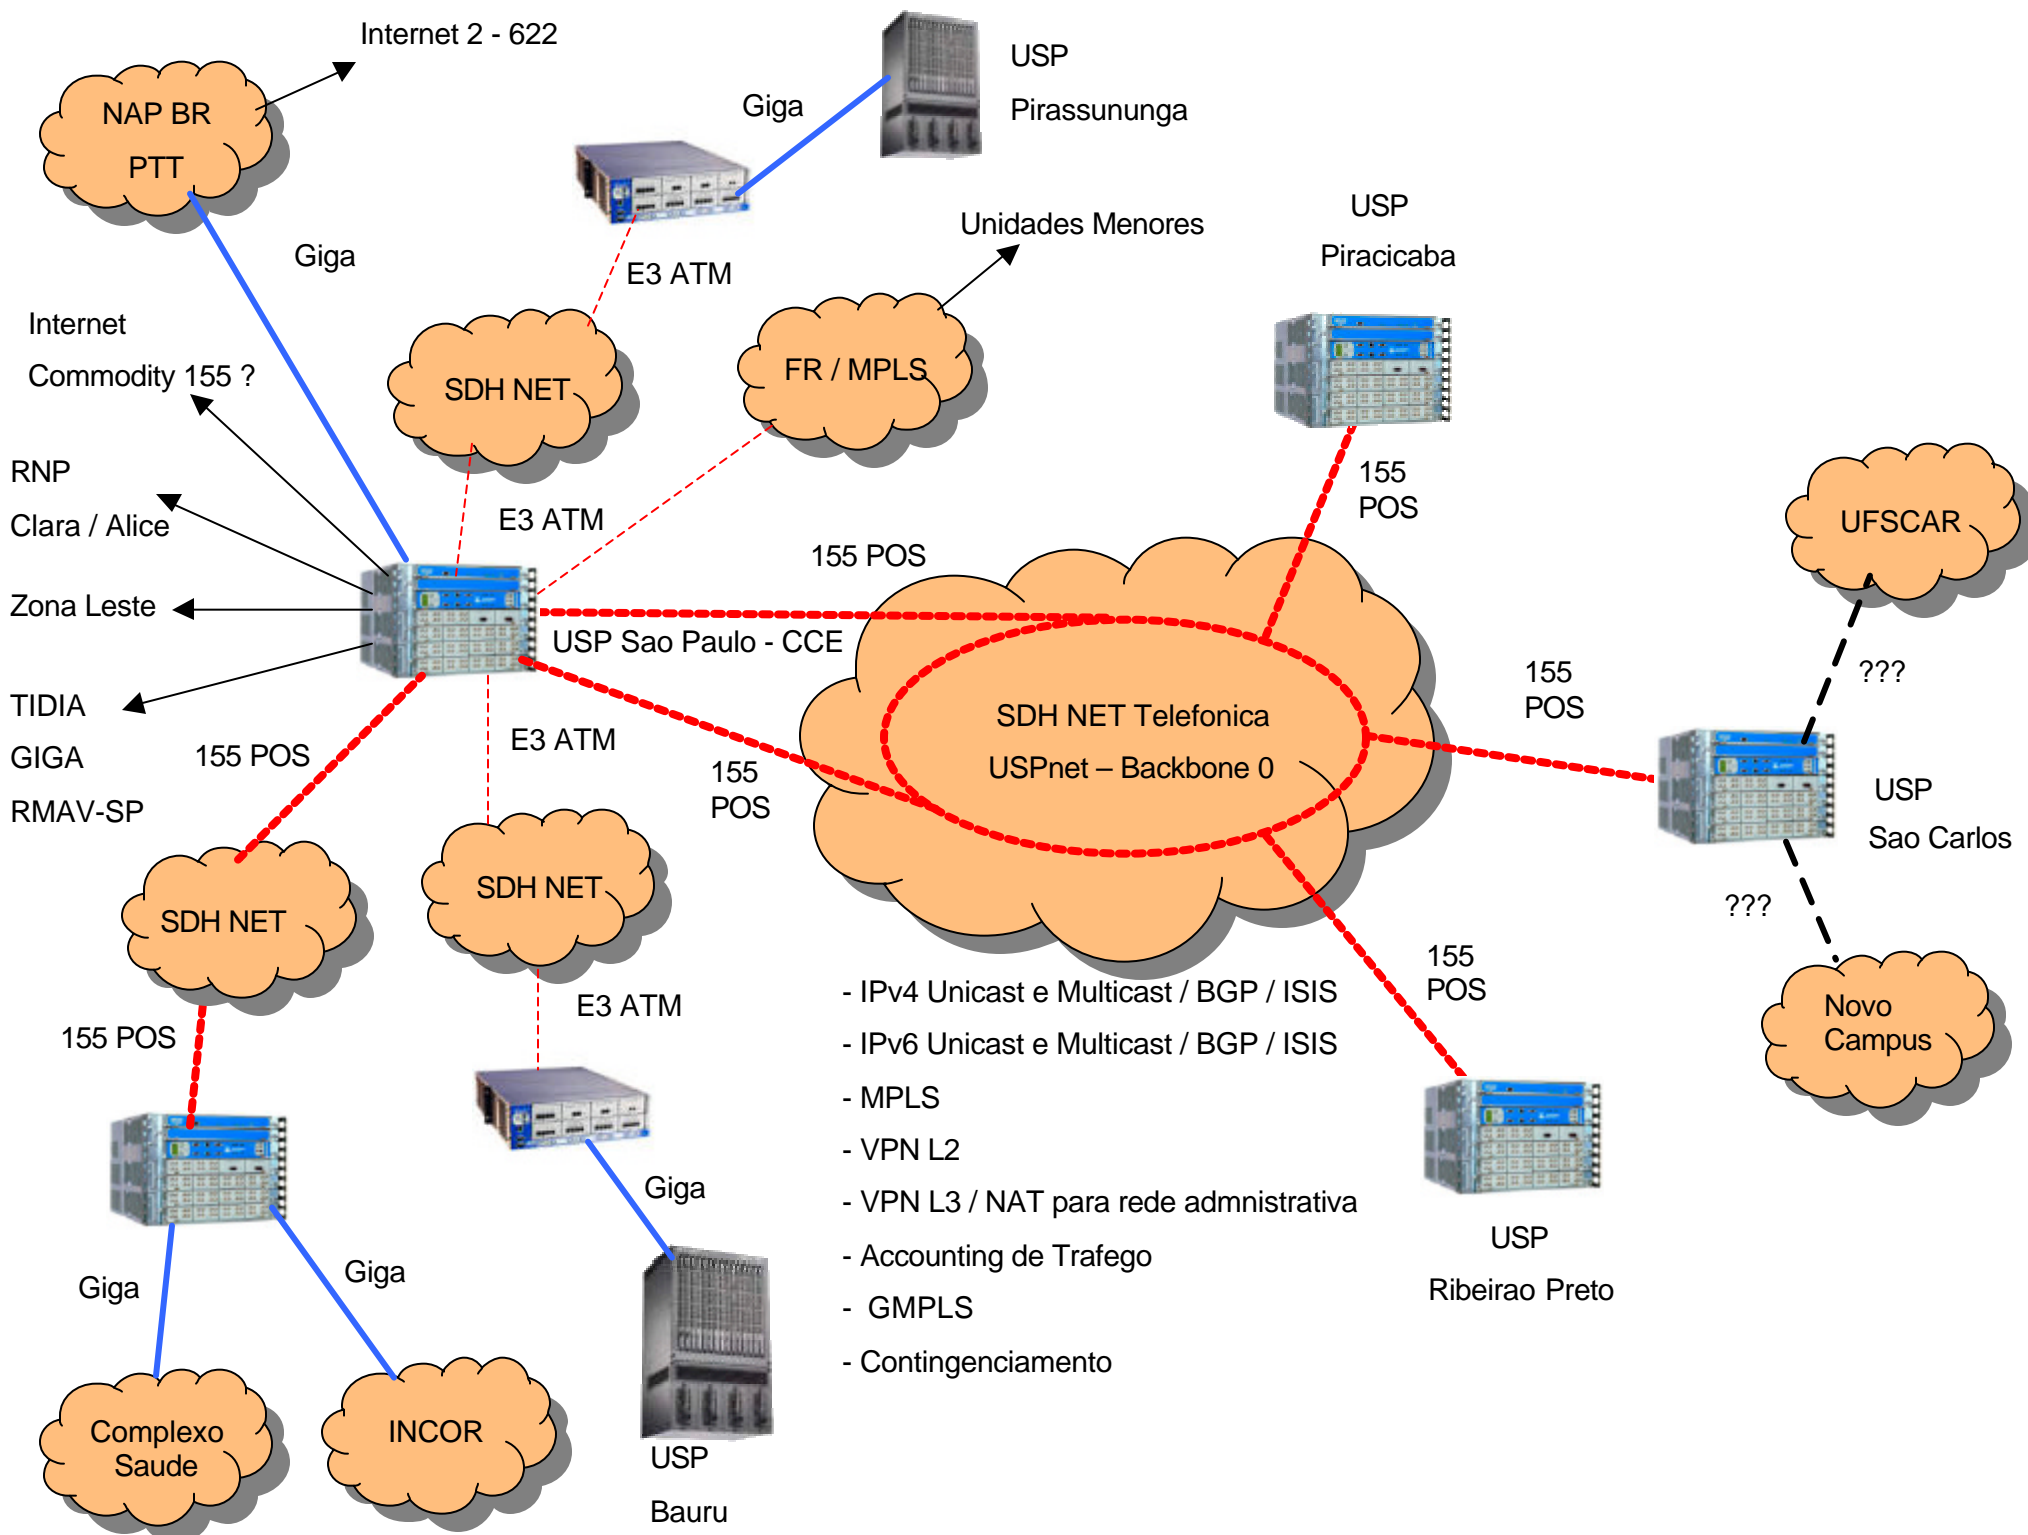 Internet 2 - 622
NAP BR
PTT
Giga
USP
Pirassununga
Giga
E3 ATM
Unidades Menores
USP
Piracicaba
Internet
Commodity 155 ?
SDH NET
FR / MPLS
RNP
Clara / Alice
E3 ATM
155 POS
155
POS
UFSCAR
Zona Leste
USP Sao Paulo - CCE
???
155
POS
TIDIA
GIGA
RMAV-SP
155 POS
E3 ATM
155
POS
SDH NET Telefonica
USPnet – Backbone 0
USP
Sao Carlos
SDH NET
SDH NET
???
155
POS
E3 ATM
155 POS
Novo
Campus
- IPv4 Unicast e Multicast / BGP / ISIS
- IPv6 Unicast e Multicast / BGP / ISIS
- MPLS
- VPN L2
- VPN L3 / NAT para rede admnistrativa
- Accounting de Trafego
- GMPLS
- Contingenciamento
Giga
Giga
Giga
USP
Ribeirao Preto
Complexo
Saude
INCOR
USP
Bauru